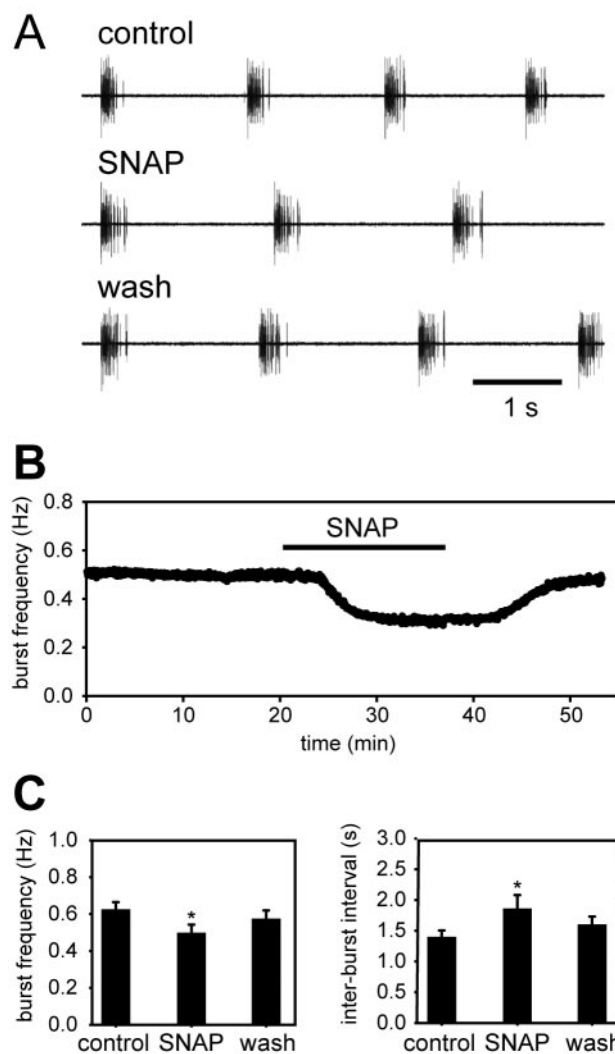 A
control
SNAP
wash
1 s
B
burst frequency (Hz)
0.8
0.6
0.4
0.2
0.0
SNAP
0 10 20 30 40 50
time (min)
C
burst frequency (Hz)
1.0
0.8
0.6
0.4
0.2
0.0
*
control SNAP wash
inter-burst interval (s)
3.0
2.5
2.0
1.5
1.0
0.5
0.0
*
control SNAP wash